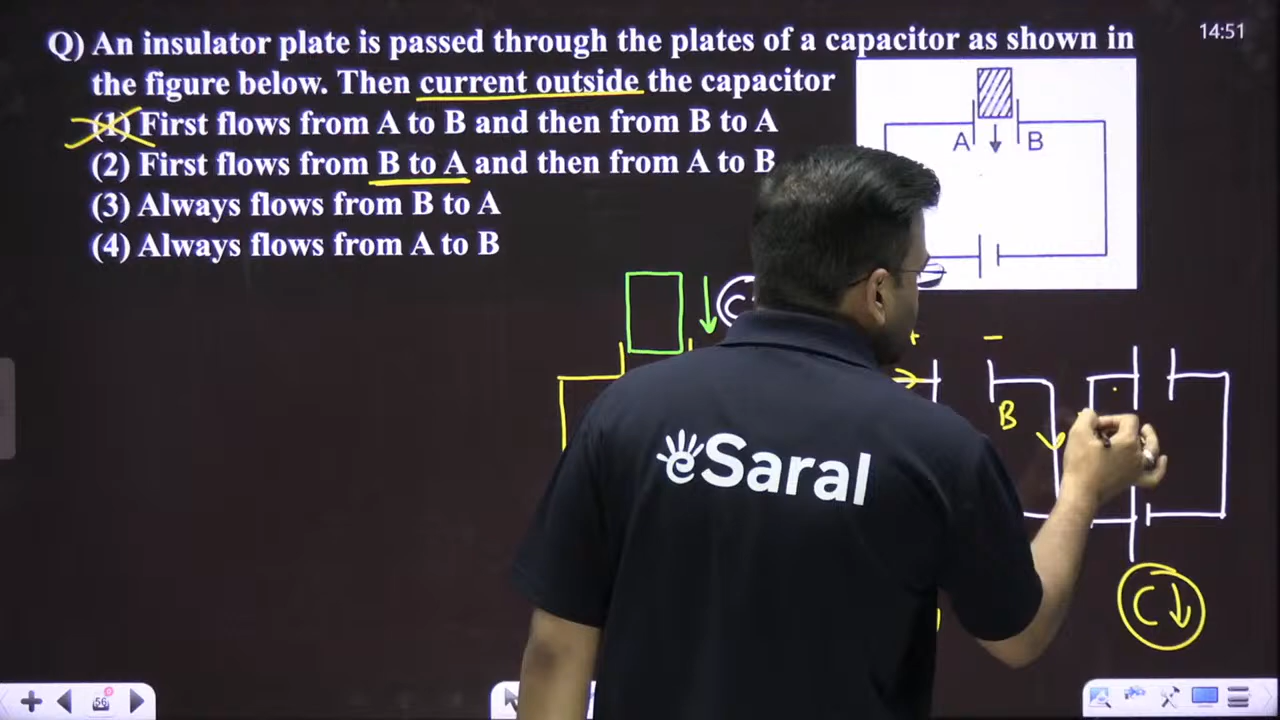 14:51
Q) An insulator plate is passed through the plates of a capacitor as shown in
the figure below. Then current outside the capacitor
(1) First flows from A to B and then from B to A
(2) First flows from B to A and then from A to B
(3) Always flows from B to A
(4) Always flows from A to B
A B
C
+ −
B
eSaral
C↓
56